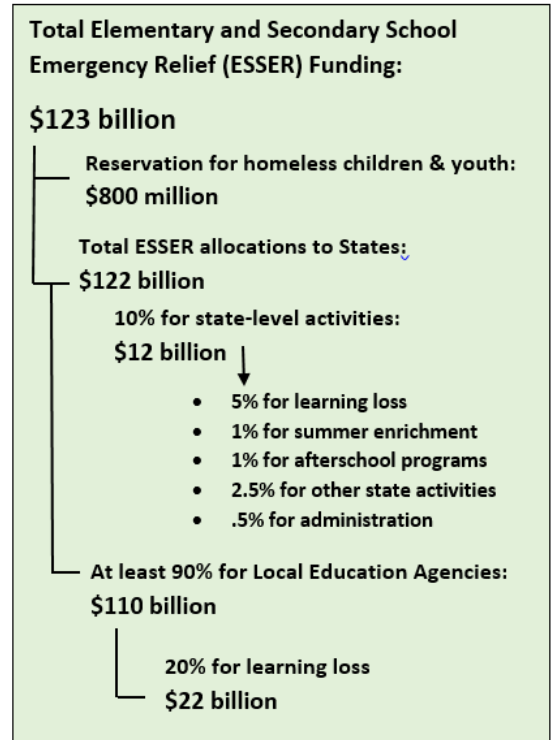 Total Elementary and Secondary School
Emergency Relief (ESSER) Funding:
$123 billion
Reservation for homeless children & youth:
$800 million
Total ESSER allocations to States:
$122 billion
10% for state-level activities:
$12 billion
• 5% for learning loss
• 1% for summer enrichment
• 1% for afterschool programs
• 2.5% for other state activities
• .5% for administration
At least 90% for Local Education Agencies:
$110 billion
20% for learning loss
$22 billion